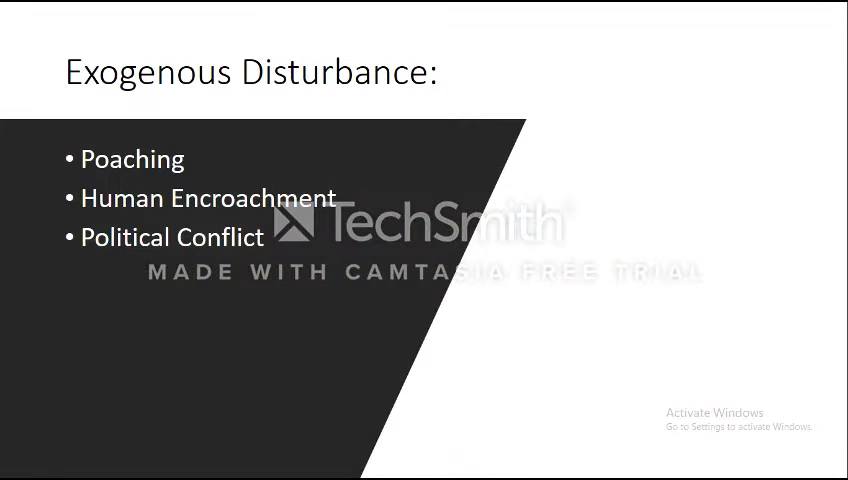 Exogenous Disturbance:
• Poaching
• Human Encroachment
• Political Conflict
TechSmith®
MADE WITH CAMTASIA FREE TRIAL
Activate Windows
Go to Settings to activate Windows.